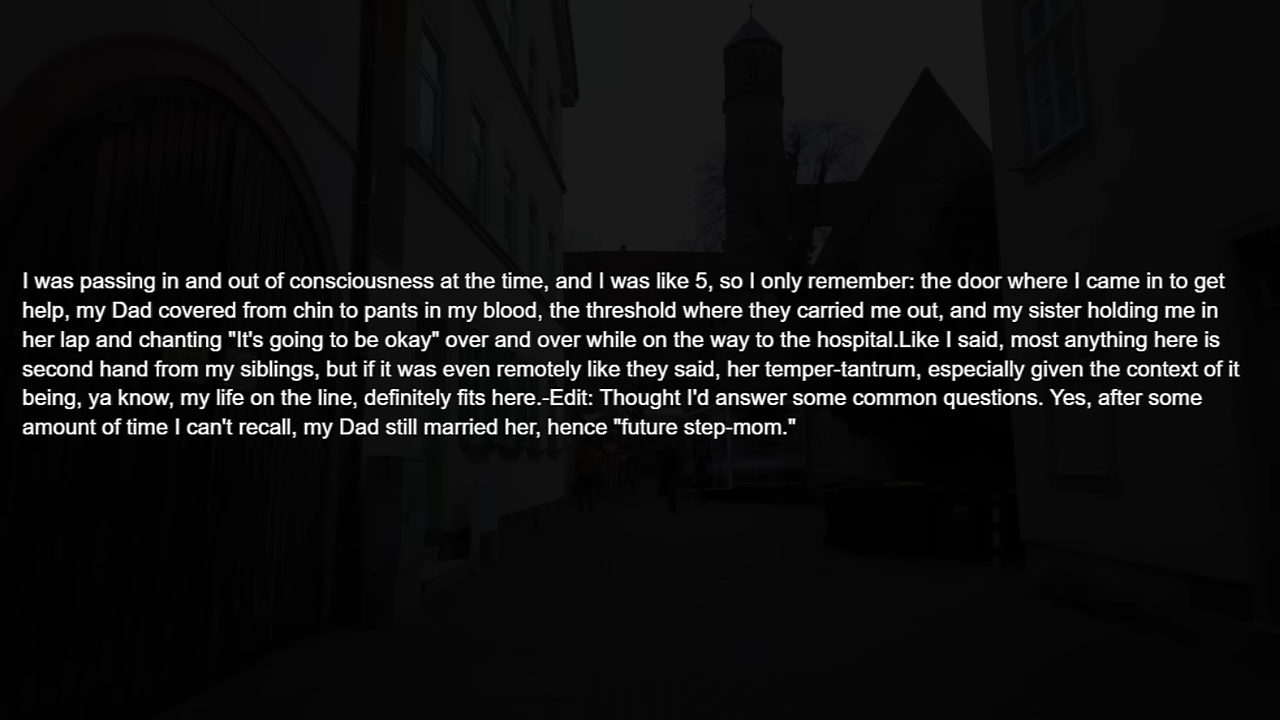 I was passing in and out of consciousness at the time, and I was like 5, so I only remember: the door where I came in to get
help, my Dad covered from chin to pants in my blood, the threshold where they carried me out, and my sister holding me in
her lap and chanting "It's going to be okay" over and over while on the way to the hospital.Like I said, most anything here is
second hand from my siblings, but if it was even remotely like they said, her temper-tantrum, especially given the context of it
being, ya know, my life on the line, definitely fits here.-Edit: Thought I'd answer some common questions. Yes, after some
amount of time I can't recall, my Dad still married her, hence "future step-mom."